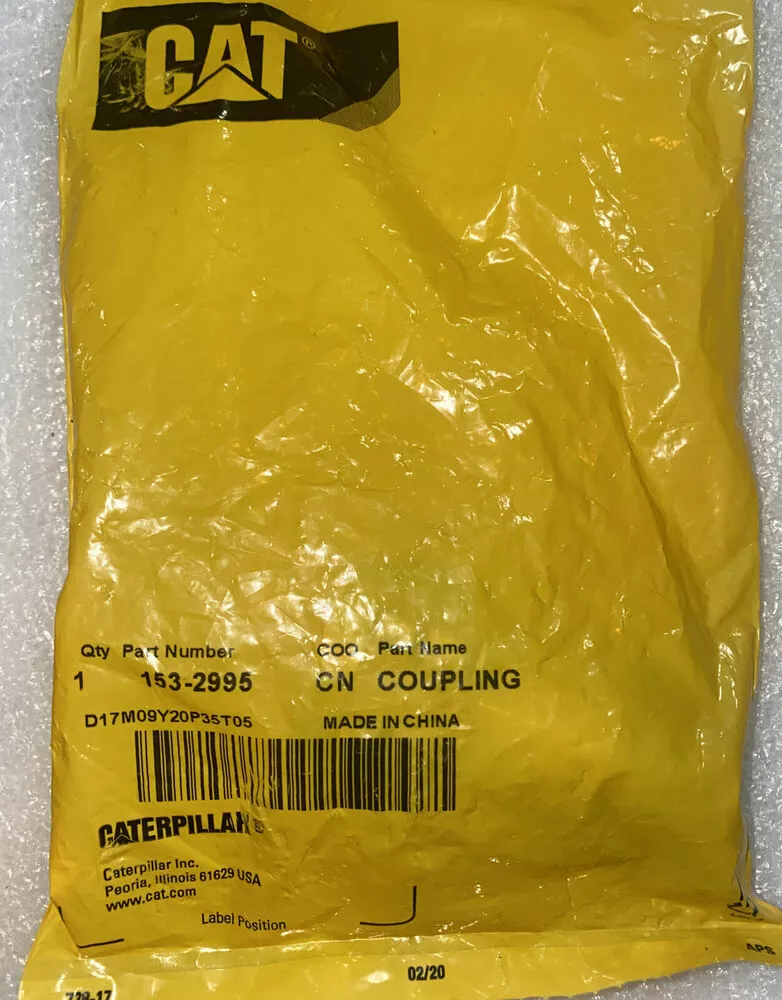 CAT®
Qty Part Number COO Part Name
1 153-2995 CN COUPLING
D17M09Y20P35T05 MADE IN CHINA
CATERPILLAR®
Caterpillar Inc.
Peoria, Illinois 61629 USA
www.cat.com
Label Position
02/20
APS